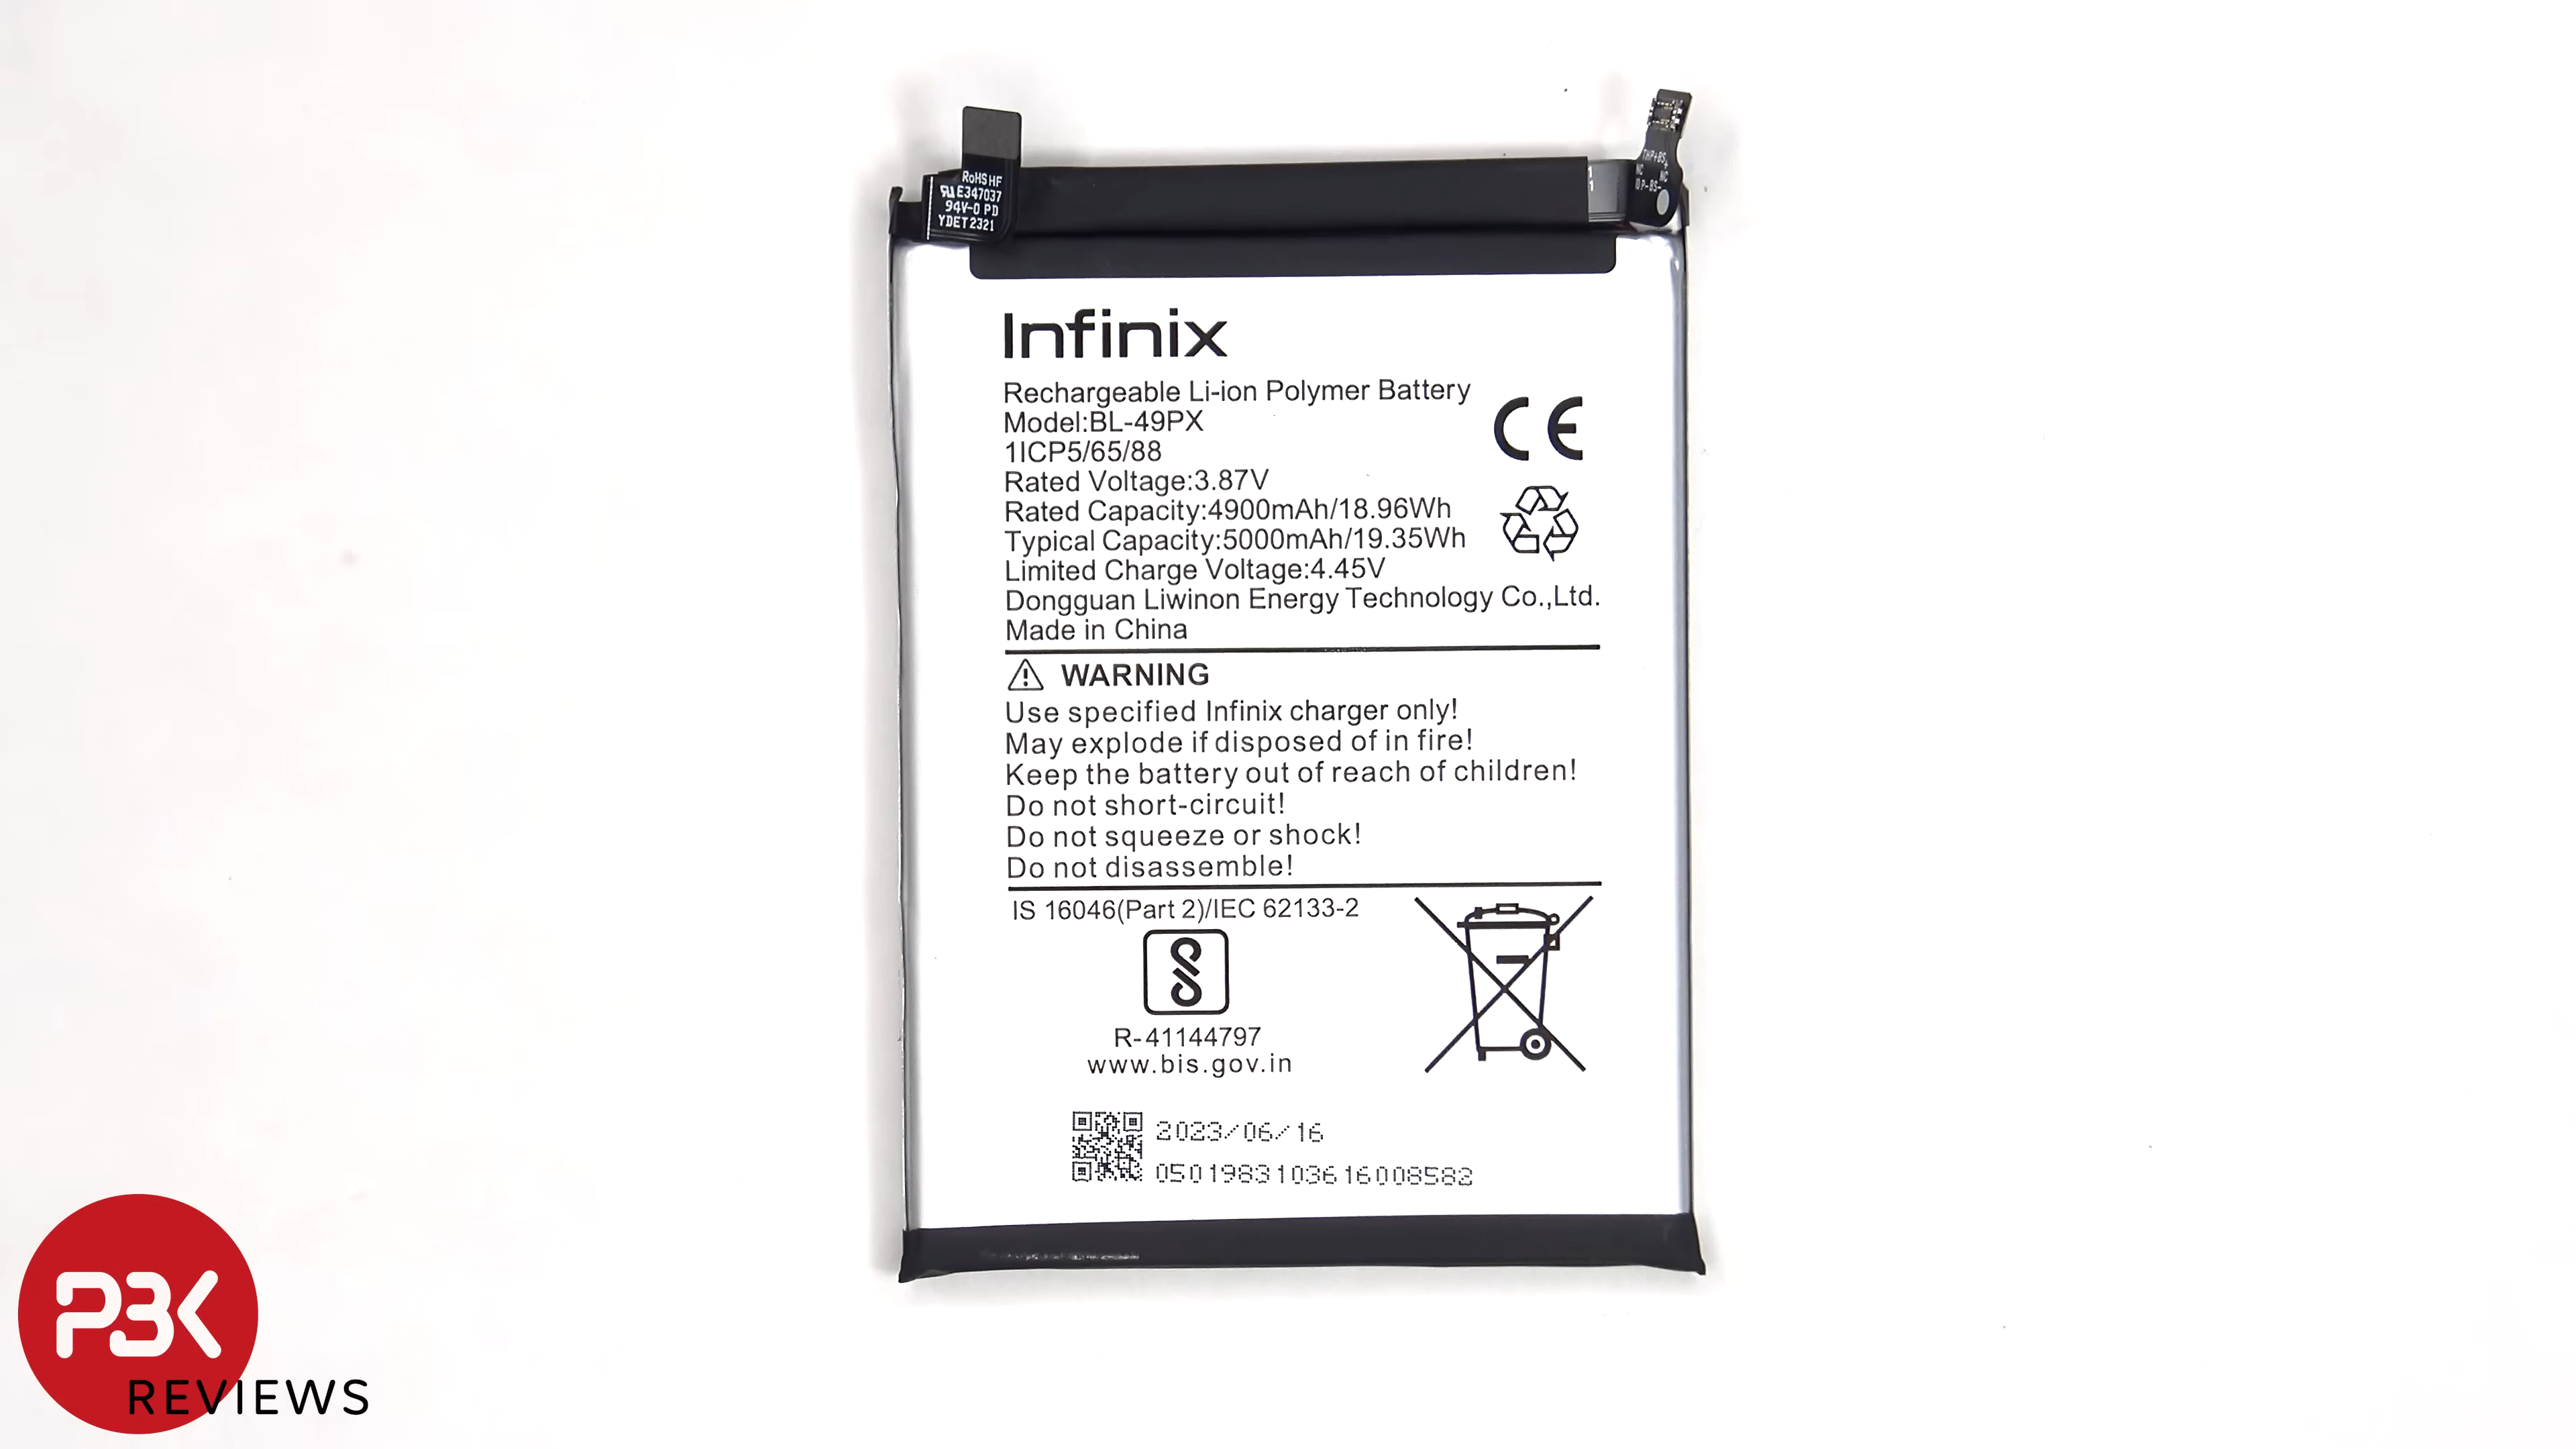 RoHS HF
E347037
94V-0 PD
YDET2321
Infinix
Rechargeable Li-ion Polymer Battery
Model:BL-49PX
1ICP5/65/88
Rated Voltage:3.87V
Rated Capacity:4900mAh/18.96Wh
Typical Capacity:5000mAh/19.35Wh
Limited Charge Voltage:4.45V
Dongguan Liwinon Energy Technology Co.,Ltd.
Made in China
CE
WARNING
Use specified Infinix charger only!
May explode if disposed of in fire!
Keep the battery out of reach of children!
Do not short-circuit!
Do not squeeze or shock!
Do not disassemble!
IS 16046(Part 2)/IEC 62133-2
R-41144797
www.bis.gov.in
2023/06/16
0501983103616008582
PBK
REVIEWS